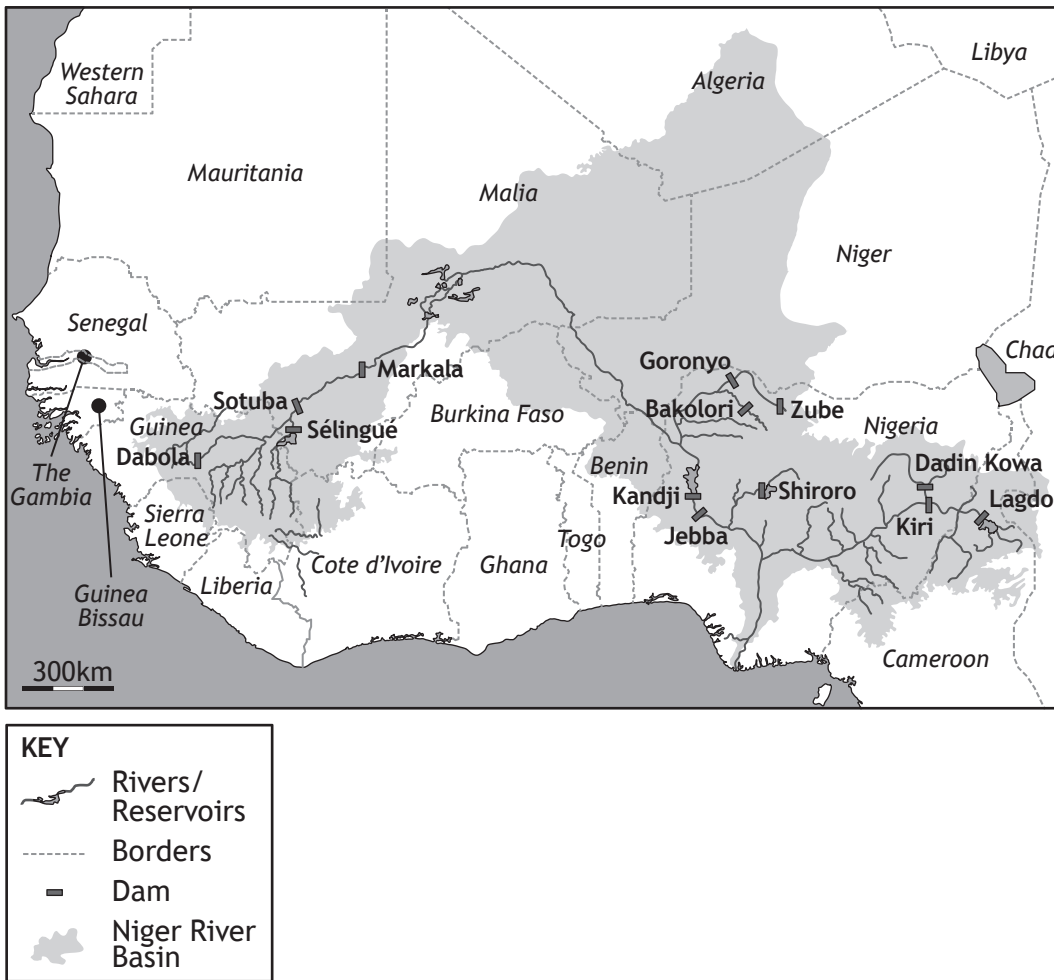 Western
Sahara
Mauritania
Malia
Algeria
Libya
Niger
Chad
Senegal
Markala
Goronyo
Sotuba
Burkina Faso
Bakolori
Zube
Guinea
Sélingué
Nigeria
Dabola
Benin
Dadin Kowa
The
Gambia
Kandji
Shiroro
Lagdo
Sierra
Leone
Jebba
Kiri
Togo
Cote d'Ivoire
Ghana
Liberia
Guinea
Bissau
Cameroon
300km
KEY
Rivers/
Reservoirs
Borders
Dam
Niger River
Basin